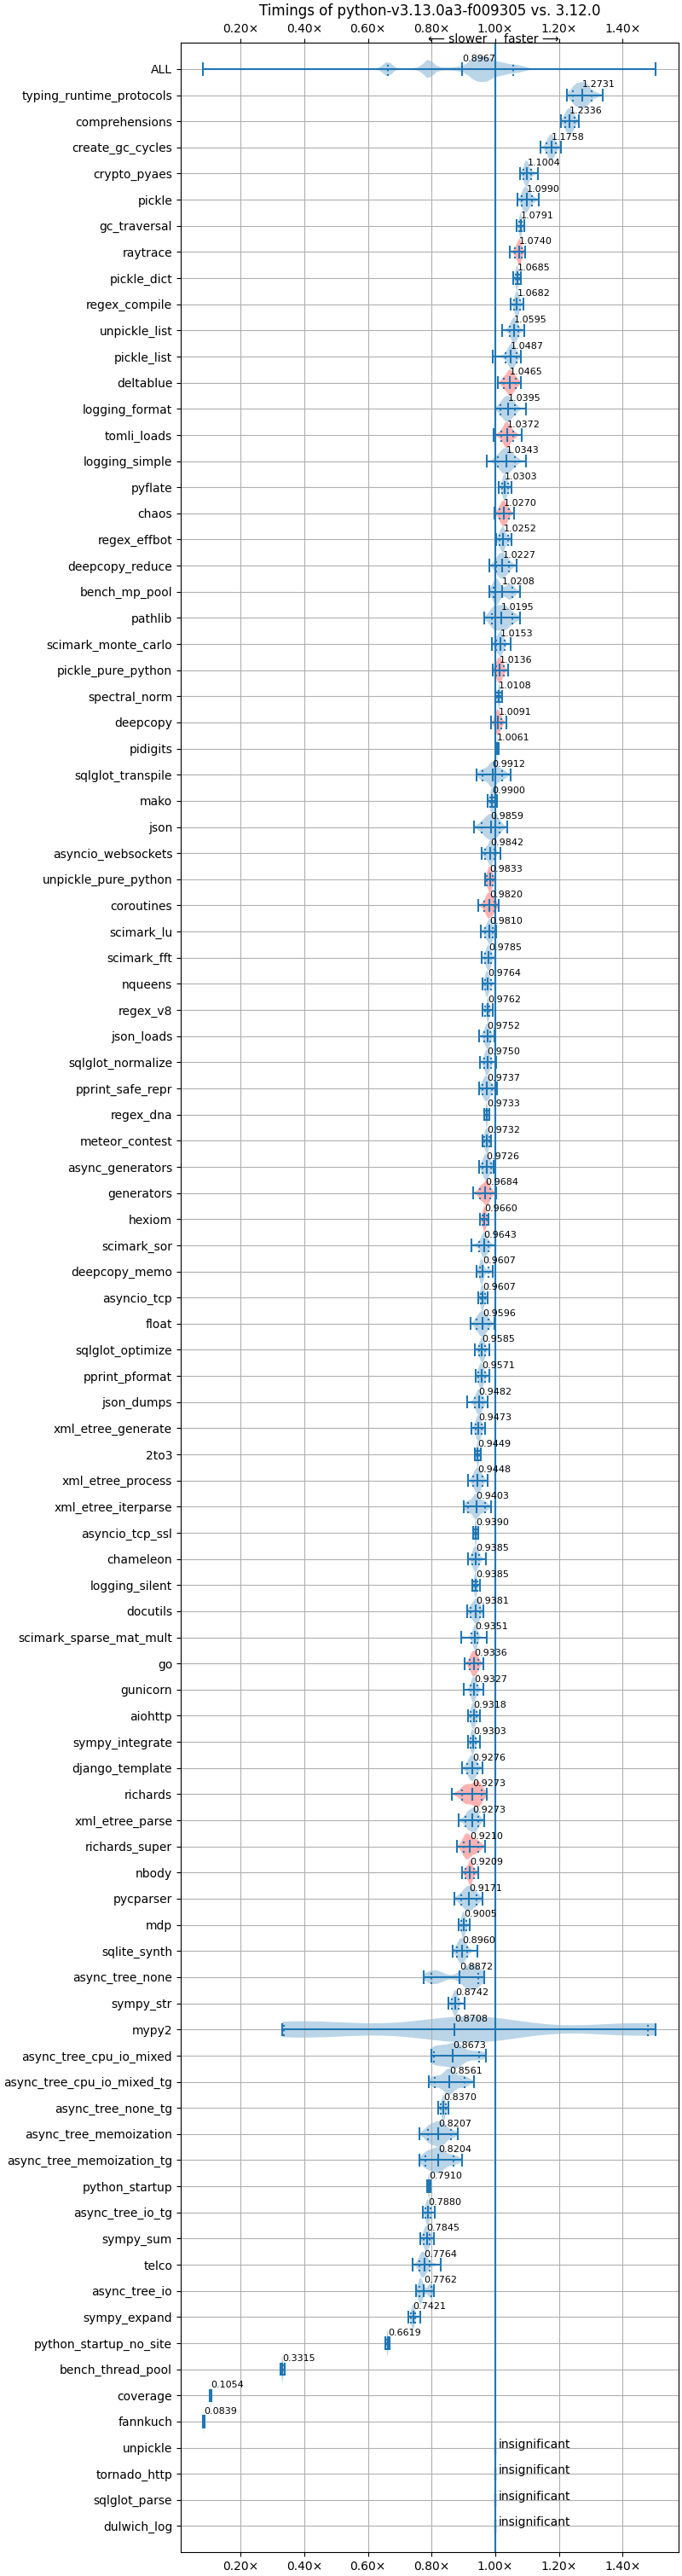 Timings of python-v3.13.0a3-f009305 vs. 3.12.0
0.20× 0.40× 0.60× 0.80× 1.00× 1.20× 1.40×
⟵ slower faster ⟶
ALL 0.8967
typing_runtime_protocols 1.2731
comprehensions 1.2336
create_gc_cycles 1.1758
crypto_pyaes 1.1004
pickle 1.0990
gc_traversal 1.0791
raytrace 1.0740
pickle_dict 1.0685
regex_compile 1.0682
unpickle_list 1.0595
pickle_list 1.0487
deltablue 1.0465
logging_format 1.0395
tomli_loads 1.0372
logging_simple 1.0343
pyflate 1.0303
chaos 1.0270
regex_effbot 1.0252
deepcopy_reduce 1.0227
bench_mp_pool 1.0208
pathlib 1.0195
scimark_monte_carlo 1.0153
pickle_pure_python 1.0136
spectral_norm 1.0108
deepcopy 1.0091
pidigits 1.0061
sqlglot_transpile 0.9912
mako 0.9900
json 0.9859
asyncio_websockets 0.9842
unpickle_pure_python 0.9833
coroutines 0.9820
scimark_lu 0.9810
scimark_fft 0.9785
nqueens 0.9764
regex_v8 0.9762
json_loads 0.9752
sqlglot_normalize 0.9750
pprint_safe_repr 0.9737
regex_dna 0.9733
meteor_contest 0.9732
async_generators 0.9726
generators 0.9684
hexiom 0.9660
scimark_sor 0.9643
deepcopy_memo 0.9607
asyncio_tcp 0.9607
float 0.9596
sqlglot_optimize 0.9585
pprint_pformat 0.9571
json_dumps 0.9482
xml_etree_generate 0.9473
2to3 0.9449
xml_etree_process 0.9448
xml_etree_iterparse 0.9403
asyncio_tcp_ssl 0.9390
chameleon 0.9385
logging_silent 0.9385
docutils 0.9381
scimark_sparse_mat_mult 0.9351
go 0.9336
gunicorn 0.9327
aiohttp 0.9318
sympy_integrate 0.9303
django_template 0.9276
richards 0.9273
xml_etree_parse 0.9273
richards_super 0.9210
nbody 0.9209
pycparser 0.9171
mdp 0.9005
sqlite_synth 0.8960
async_tree_none 0.8872
sympy_str 0.8742
mypy2 0.8708
async_tree_cpu_io_mixed 0.8673
async_tree_cpu_io_mixed_tg 0.8561
async_tree_none_tg 0.8370
async_tree_memoization 0.8207
async_tree_memoization_tg 0.8204
python_startup 0.7910
async_tree_io_tg 0.7880
sympy_sum 0.7845
telco 0.7764
async_tree_io 0.7762
sympy_expand 0.7421
python_startup_no_site 0.6619
bench_thread_pool 0.3315
coverage 0.1054
fannkuch 0.0839
unpickle insignificant
tornado_http insignificant
sqlglot_parse insignificant
dulwich_log insignificant
0.20× 0.40× 0.60× 0.80× 1.00× 1.20× 1.40×